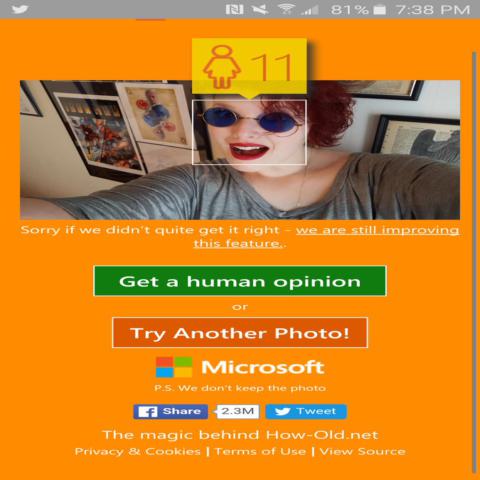 81% 7:38 PM
11
Sorry if we didn't quite get it right - we are still improving
this feature..
Get a human opinion
or
Try Another Photo!
Microsoft
P.S. We don't keep the photo
f Share 2.3M Tweet
The magic behind How-Old.net
Privacy & Cookies | Terms of Use | View Source